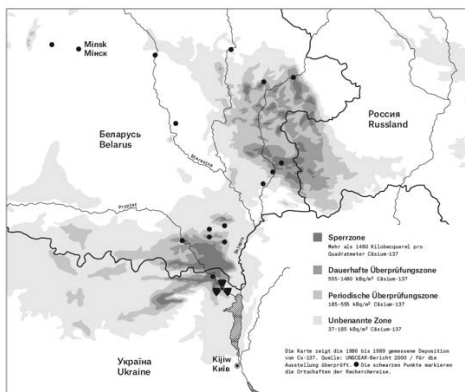 Minsk
Мінск
Беларусь
Belarus
Россия
Russland
Beresina
Prypjat
Україна
Ukraine
Kijiw
Київ
Sperrzone
Mehr als 1480 Kilobecquerel pro
Quadratmeter Cäsium-137
Dauerhafte Überprüfungszone
555-1480 kBq/m² Cäsium-137
Periodische Überprüfungszone
185-555 kBq/m² Cäsium-137
Unbenannte Zone
37-185 kBq/m² Cäsium-137
Die Karte zeigt die 1986 bis 1989 gemessene Deposition
von Cs-137. Quelle: UNSCEAR-Bericht 2000 / Für die
Ausstellung überprüft. ● Die schwarzen Punkte markieren
die Ortschaften der Recherchereise.